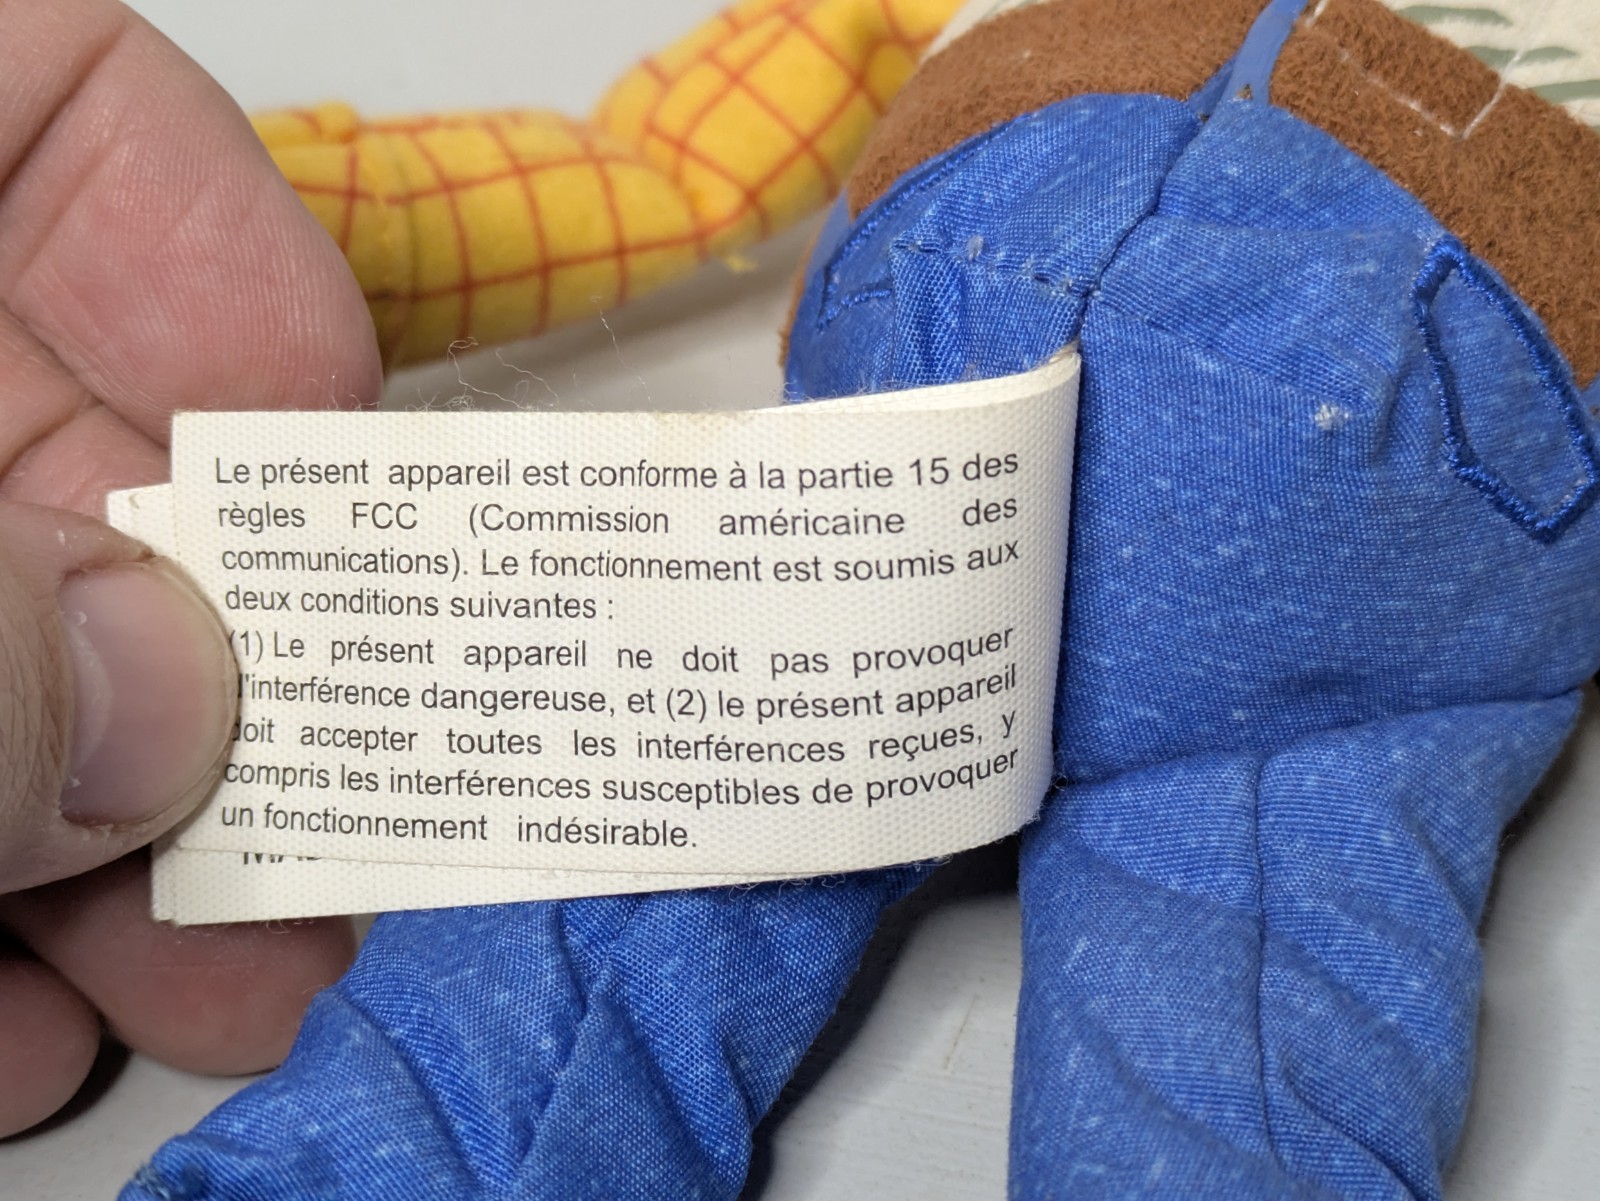 Le présent appareil est conforme à la partie 15 des
règles FCC (Commission américaine des
communications). Le fonctionnement est soumis aux
deux conditions suivantes :
(1) Le présent appareil ne doit pas provoquer
l'interférence dangereuse, et (2) le présent appareil
doit accepter toutes les interférences reçues, y
compris les interférences susceptibles de provoquer
un fonctionnement indésirable.